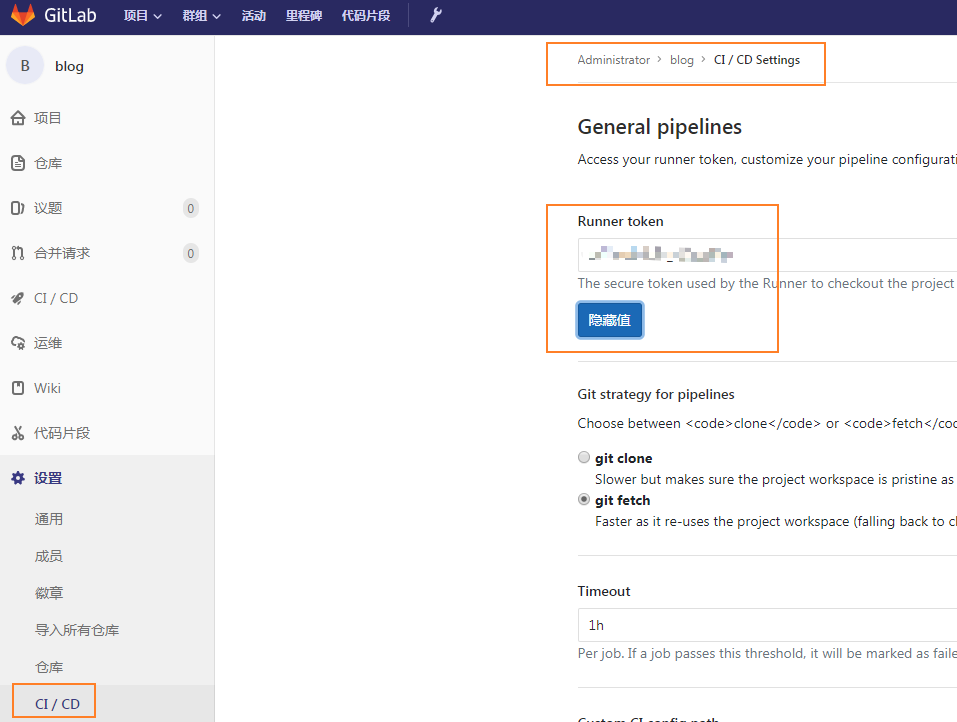 GitLab 项目 群组 活动 里程碑 代码片段
B blog
项目
仓库
议题 0
合并请求 0
CI / CD
运维
Wiki
代码片段
设置
通用
成员
徽章
导入所有仓库
仓库
CI / CD
Administrator > blog > CI / CD Settings
General pipelines
Access your runner token, customize your pipeline configurati
Runner token
The secure token used by the Runner to checkout the project
隐藏值
Git strategy for pipelines
Choose between <code>clone</code> or <code>fetch</co
git clone
Slower but makes sure the project workspace is pristine as
git fetch
Faster as it re-uses the project workspace (falling back to cl
Timeout
1h
Per job. If a job passes this threshold, it will be marked as faile
Custom CI config path